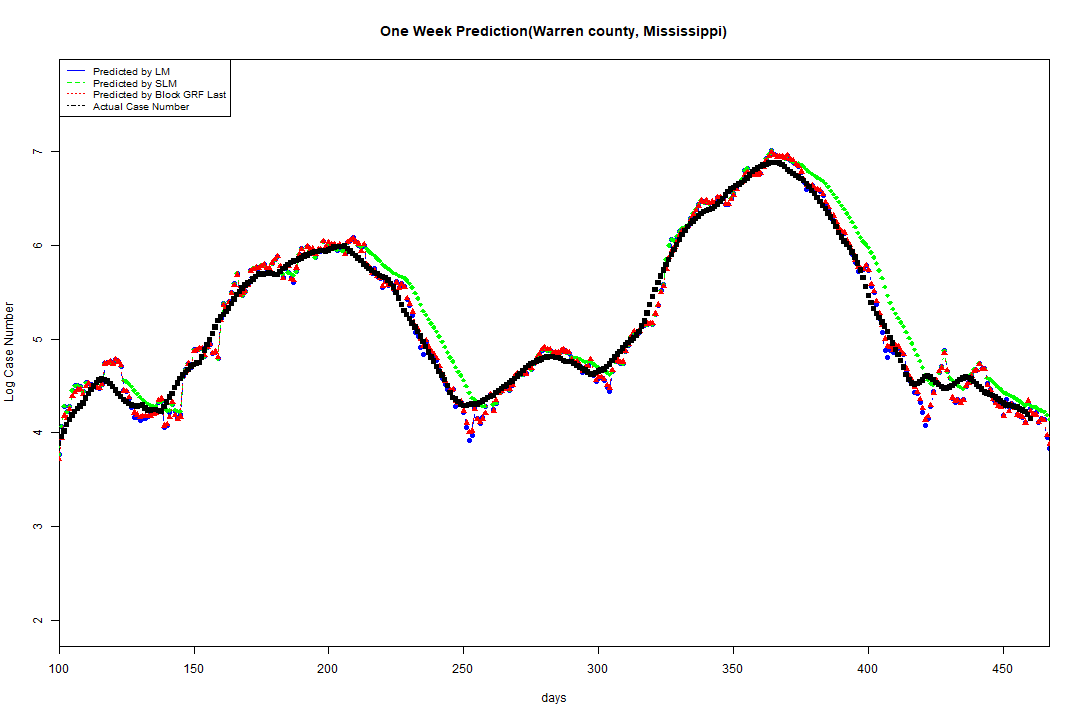 One Week Prediction(Warren county, Mississippi)
Predicted by LM
Predicted by SLM
Predicted by Block GRF Last
Actual Case Number
Log Case Number
7
6
5
4
3
2
100 150 200 250 300 350 400 450
days